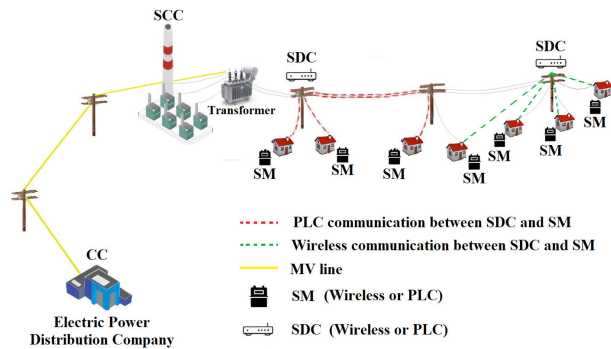 SCC
SDC
SDC
Transformer
SM
SM
SM
SM
SM
SM
SM
CC
Electric Power
Distribution Company
PLC communication between SDC and SM
Wireless communication between SDC and SM
MV line
SM (Wireless or PLC)
SDC (Wireless or PLC)